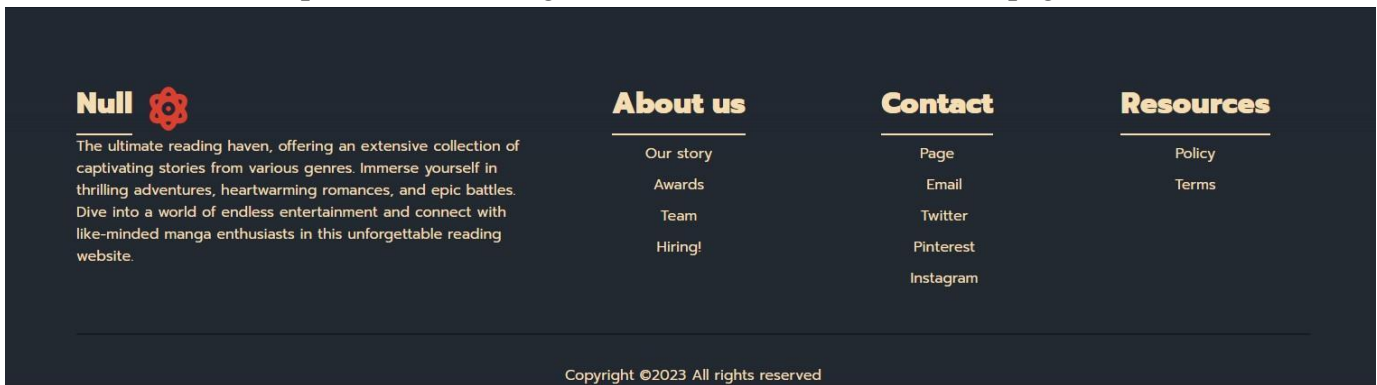 Null
The ultimate reading haven, offering an extensive collection of
captivating stories from various genres. Immerse yourself in
thrilling adventures, heartwarming romances, and epic battles.
Dive into a world of endless entertainment and connect with
like-minded manga enthusiasts in this unforgettable reading
website.
About us
Our story
Awards
Team
Hiring!
Contact
Page
Email
Twitter
Pinterest
Instagram
Resources
Policy
Terms
Copyright ©2023 All rights reserved